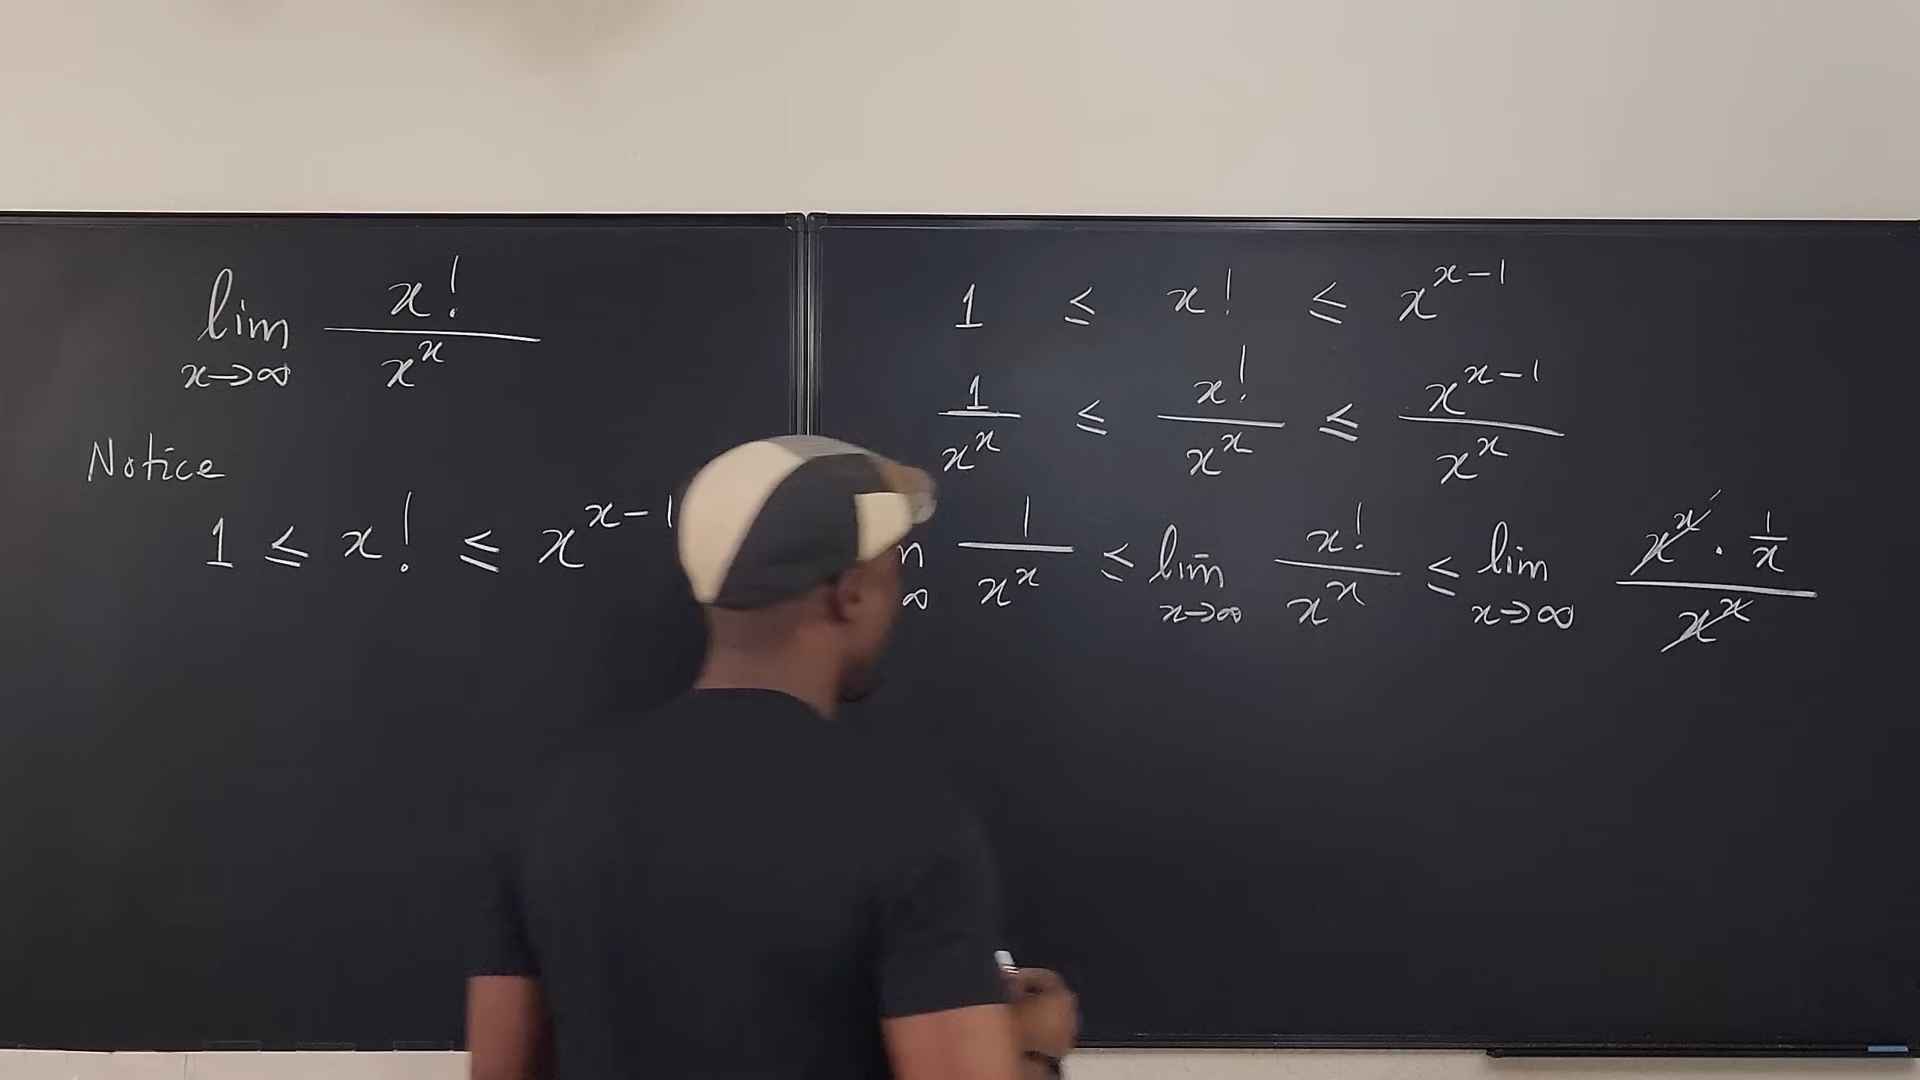 lim x→∞ x!/x^x
Notice
1 ≤ x! ≤ x^(x-1)
1 ≤ x! ≤ x^(x-1)
1/x^x ≤ x!/x^x ≤ x^(x-1)/x^x
1/x^x ≤ lim x→∞ x!/x^x ≤ lim x→∞ x^x · 1/x / x^x